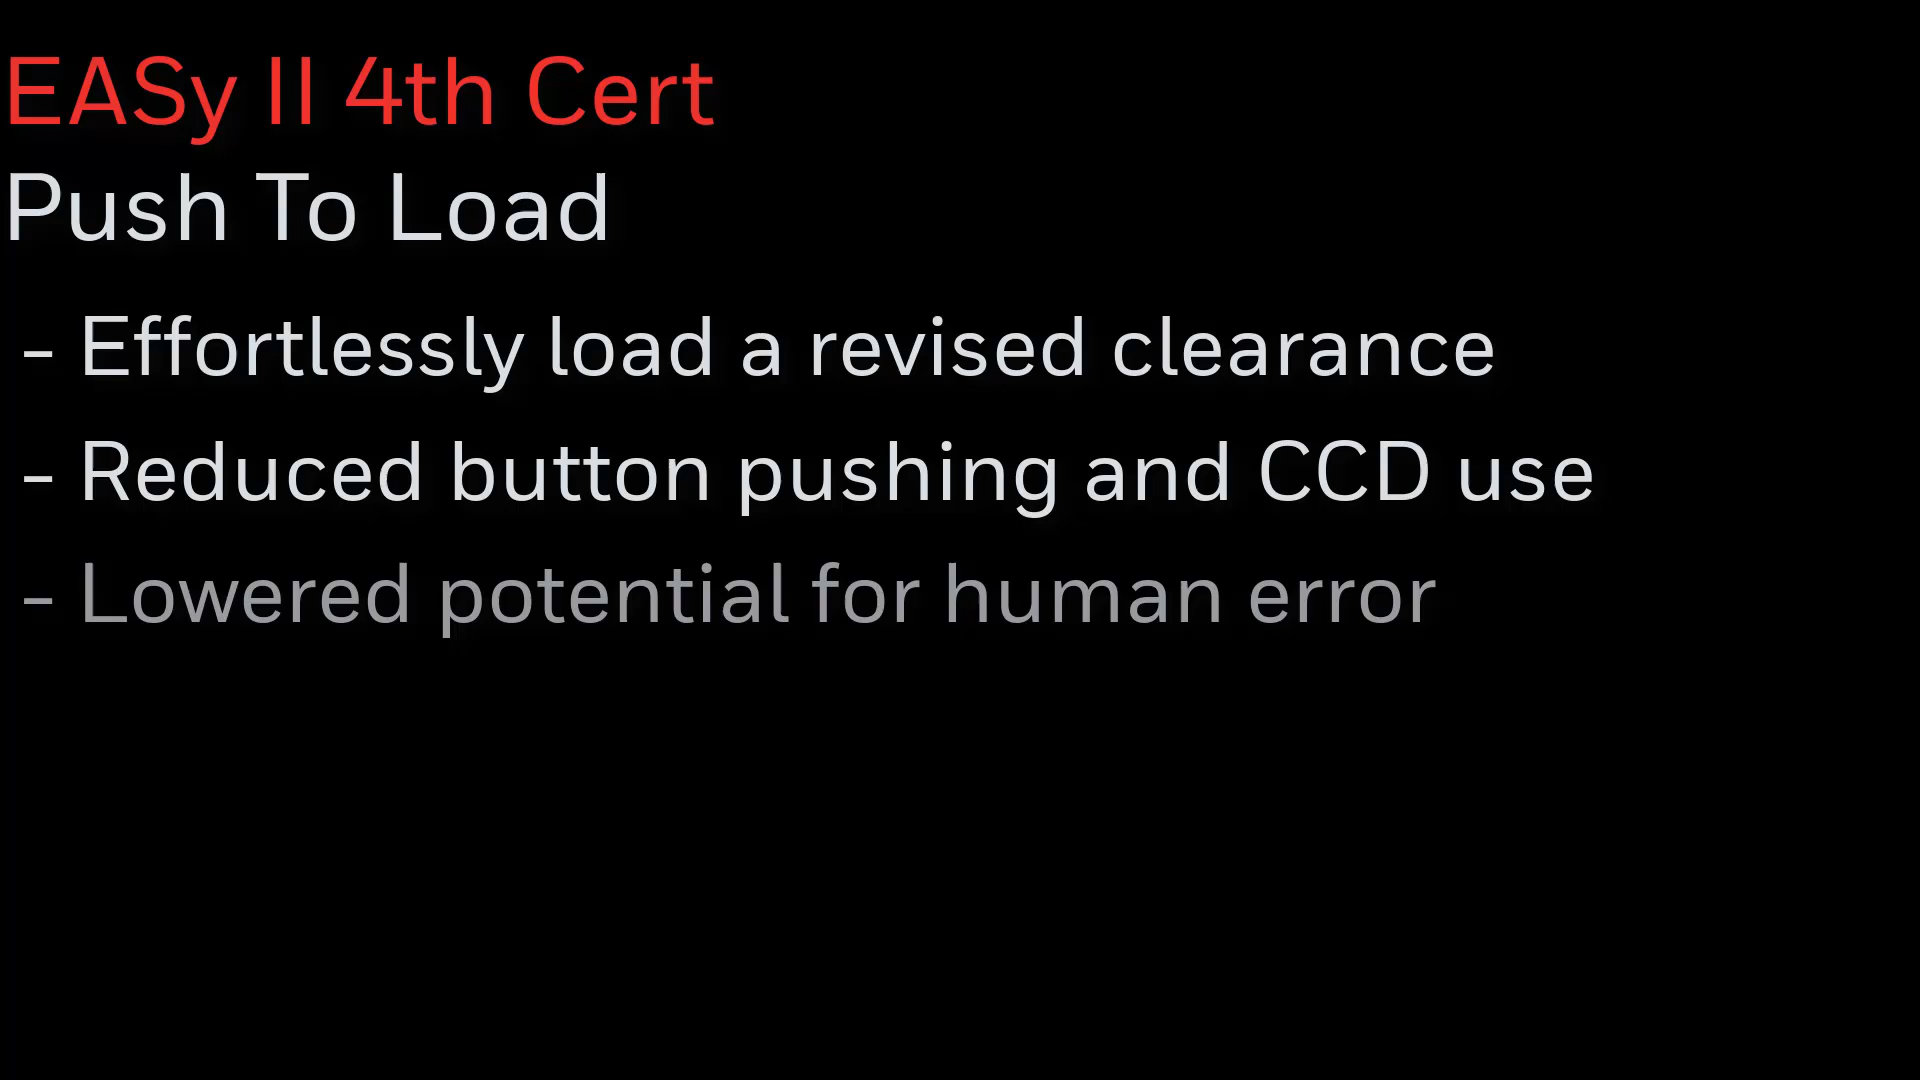 EASy II 4th Cert
Push To Load
- Effortlessly load a revised clearance
- Reduced button pushing and CCD use
- Lowered potential for human error